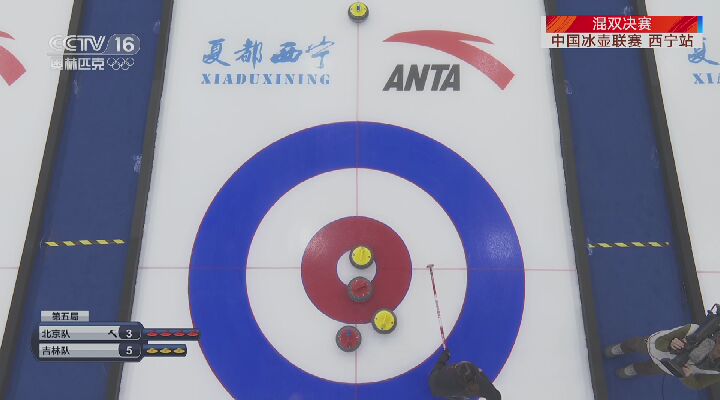 CCTV 16
奥林匹克
夏都西宁
XIADUXINING
ANTA
混双决赛
中国冰壶联赛 西宁站
第五局
北京队 3
吉林队 5